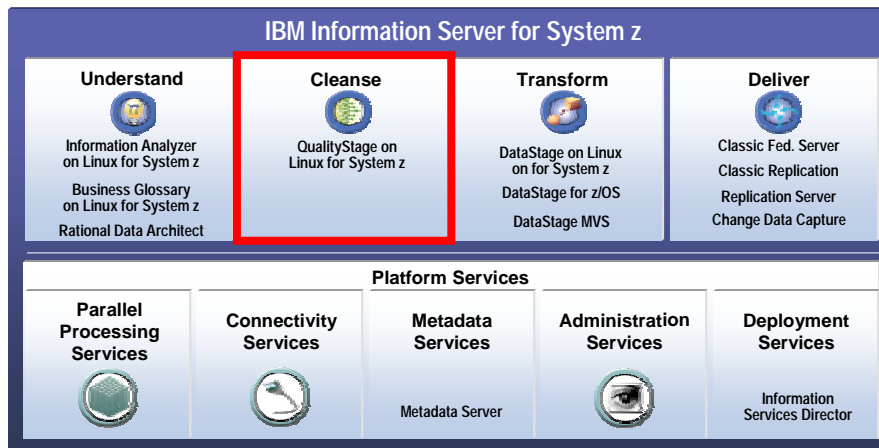 IBM Information Server for System z
Understand
Information Analyzer
on Linux for System z
Business Glossary
on Linux for System z
Rational Data Architect
Cleanse
QualityStage on
Linux for System z
Transform
DataStage on Linux
on for System z
DataStage for z/OS
DataStage MVS
Deliver
Classic Fed. Server
Classic Replication
Replication Server
Change Data Capture
Platform Services
Parallel
Processing
Services
Connectivity
Services
Metadata
Services
Metadata Server
Administration
Services
Deployment
Services
Information
Services Director